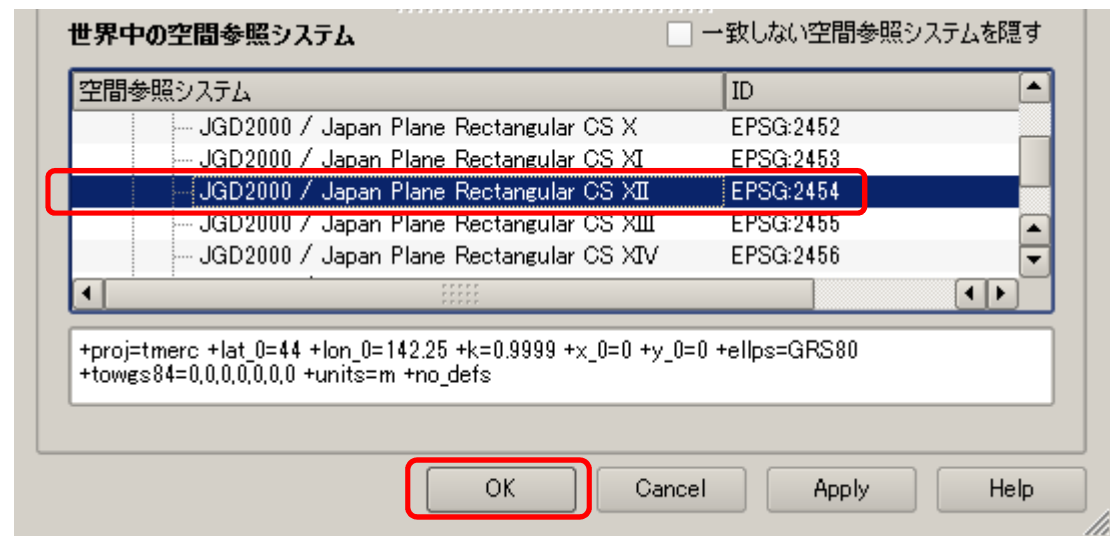 世界中の空間参照システム
一致しない空間参照システムを隠す
空間参照システム ID
JGD2000 / Japan Plane Rectangular CS X EPSG:2452
JGD2000 / Japan Plane Rectangular CS XI EPSG:2453
JGD2000 / Japan Plane Rectangular CS XII EPSG:2454
JGD2000 / Japan Plane Rectangular CS XIII EPSG:2455
JGD2000 / Japan Plane Rectangular CS XIV EPSG:2456
+proj=tmerc +lat_0=44 +lon_0=142.25 +k=0.9999 +x_0=0 +y_0=0 +ellps=GRS80
+towgs84=0,0,0,0,0,0,0 +units=m +no_defs
OK Cancel Apply Help